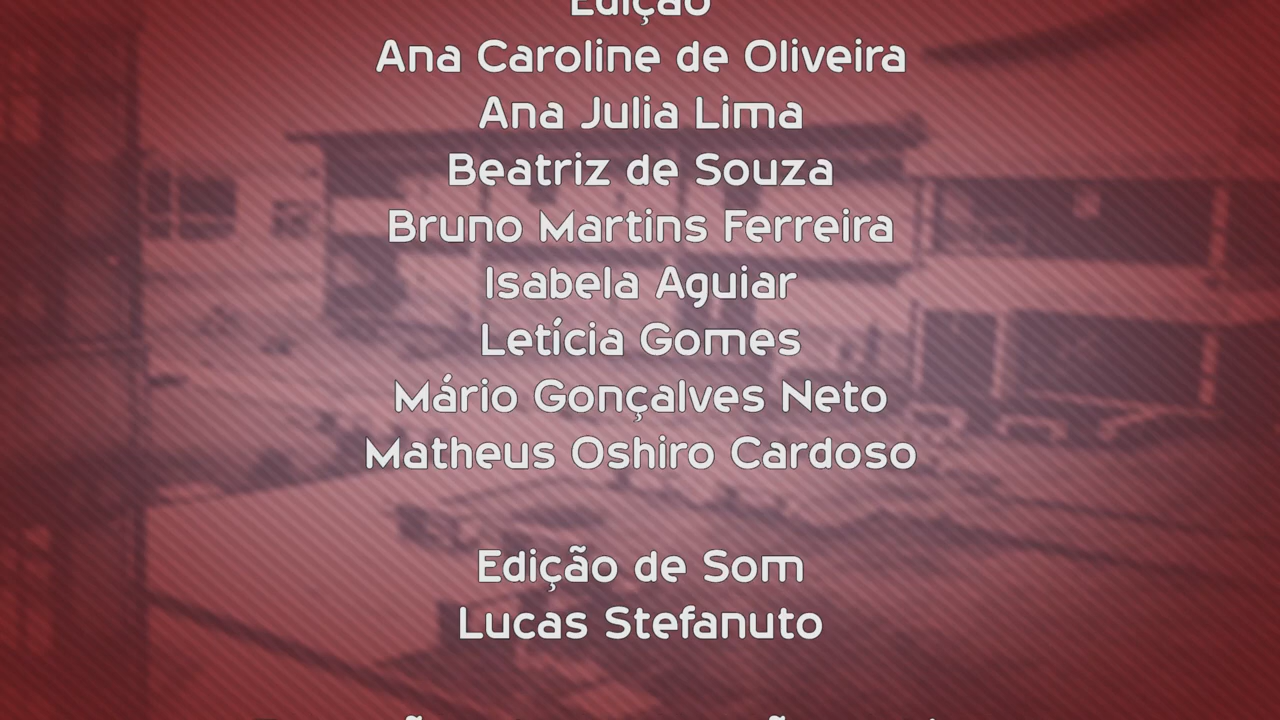 Edição
Ana Caroline de Oliveira
Ana Julia Lima
Beatriz de Souza
Bruno Martins Ferreira
Isabela Aguiar
Letícia Gomes
Mário Gonçalves Neto
Matheus Oshiro Cardoso
Edição de Som
Lucas Stefanuto